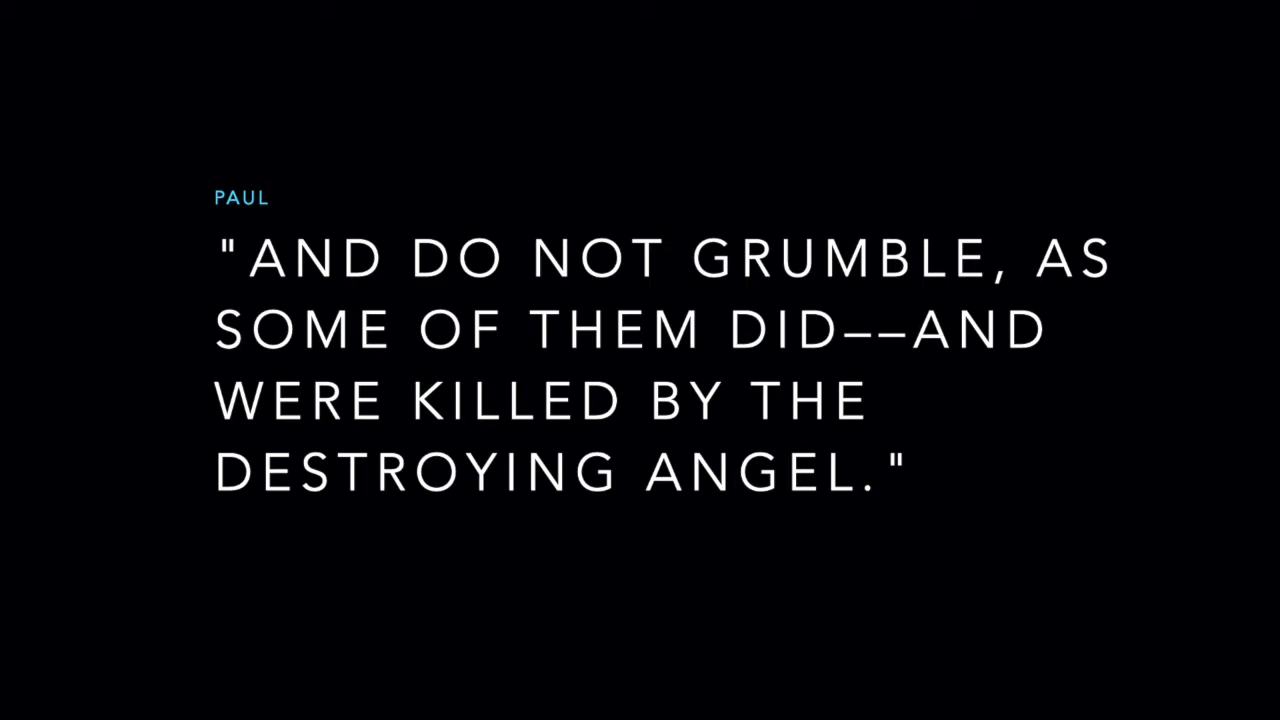 PAUL
"AND DO NOT GRUMBLE, AS
SOME OF THEM DID––AND
WERE KILLED BY THE
DESTROYING ANGEL."